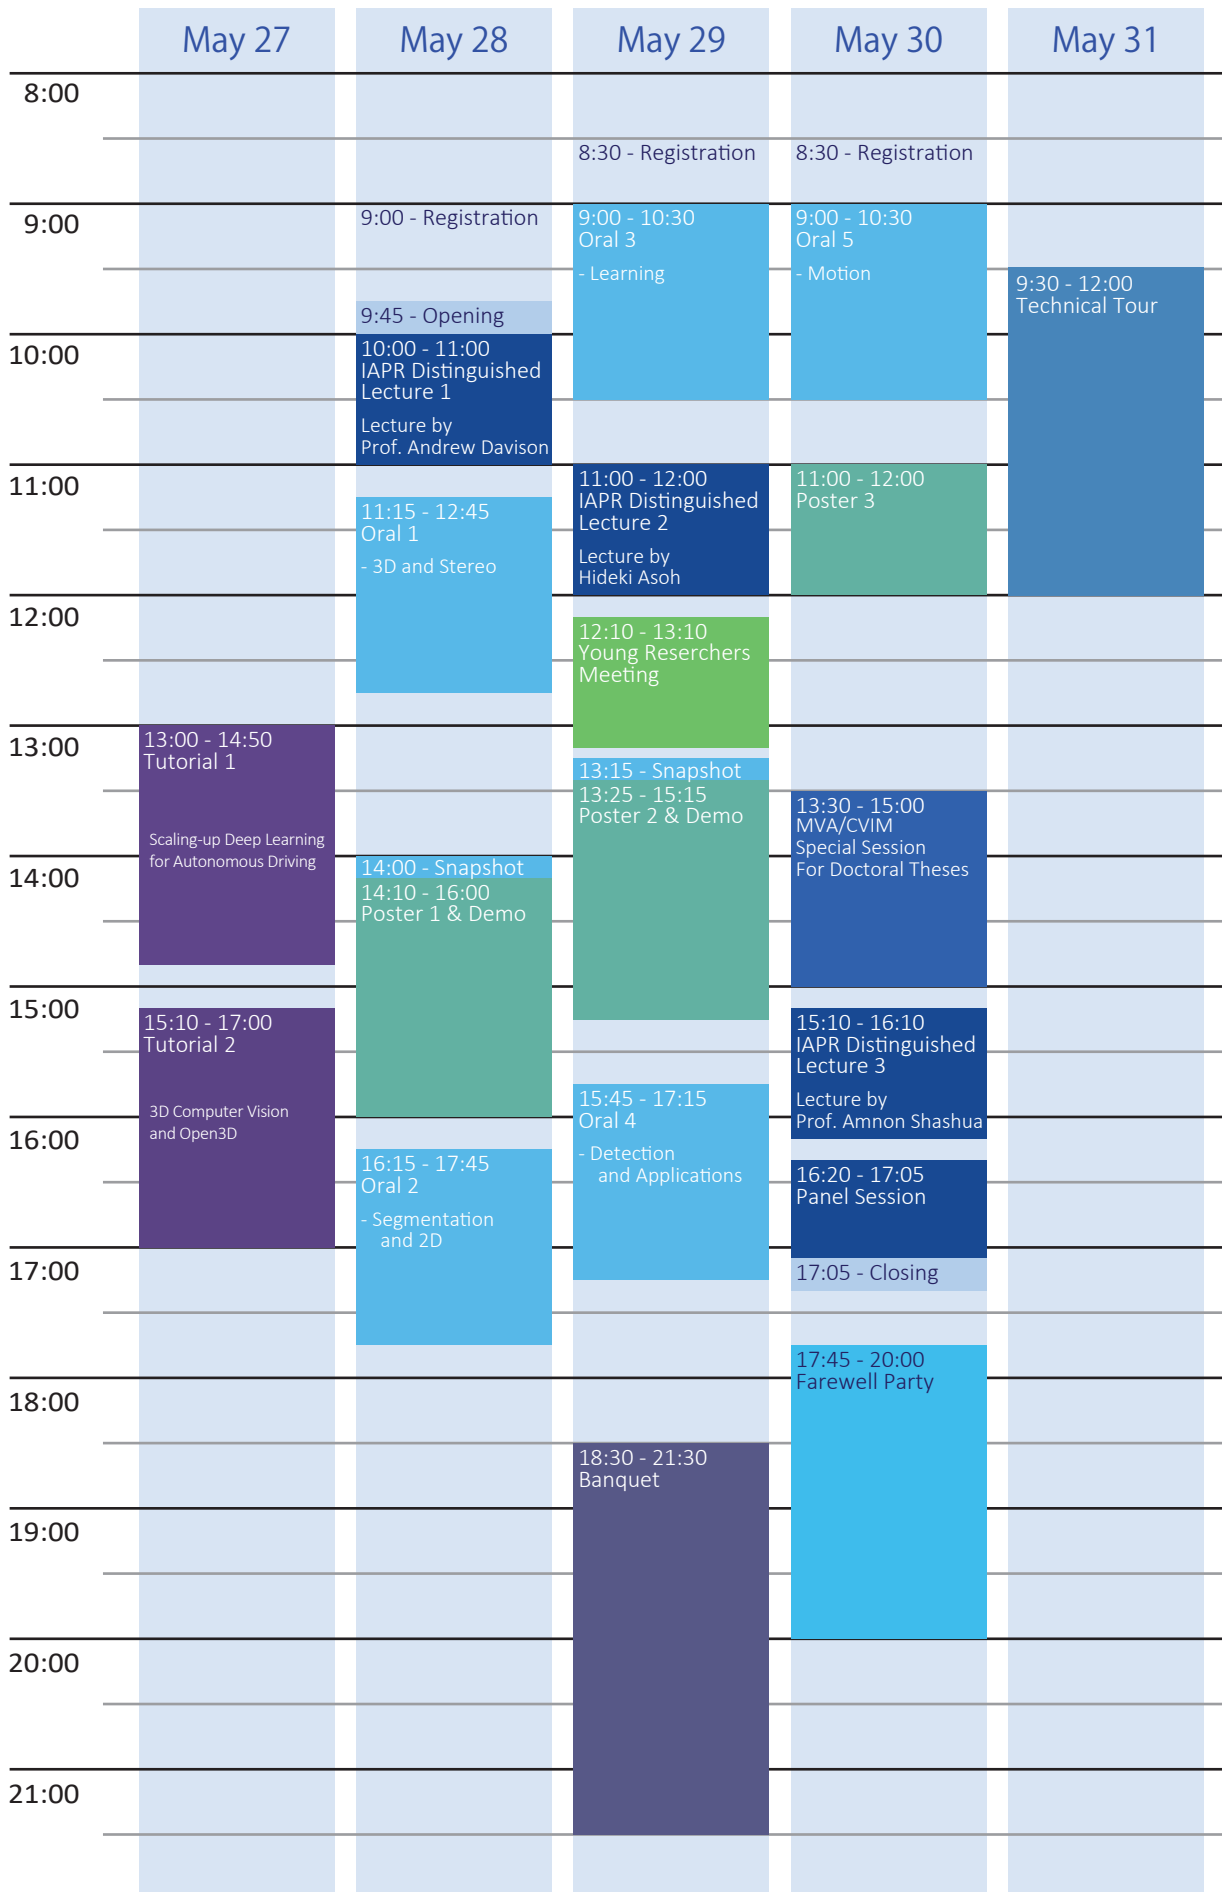 May 27
May 28
May 29
May 30
May 31
8:00
9:00
10:00
11:00
12:00
13:00
14:00
15:00
16:00
17:00
18:00
19:00
20:00
21:00
13:00 - 14:50
Tutorial 1
Scaling-up Deep Learning
for Autonomous Driving
15:10 - 17:00
Tutorial 2
3D Computer Vision
and Open3D
9:00 - Registration
9:45 - Opening
10:00 - 11:00
IAPR Distinguished
Lecture 1
Lecture by
Prof. Andrew Davison
11:15 - 12:45
Oral 1
- 3D and Stereo
14:00 - Snapshot
14:10 - 16:00
Poster 1 & Demo
16:15 - 17:45
Oral 2
- Segmentation
and 2D
8:30 - Registration
9:00 - 10:30
Oral 3
- Learning
11:00 - 12:00
IAPR Distinguished
Lecture 2
Lecture by
Hideki Asoh
12:10 - 13:10
Young Reserchers
Meeting
13:15 - Snapshot
13:25 - 15:15
Poster 2 & Demo
15:45 - 17:15
Oral 4
- Detection
and Applications
18:30 - 21:30
Banquet
8:30 - Registration
9:00 - 10:30
Oral 5
- Motion
11:00 - 12:00
Poster 3
13:30 - 15:00
MVA/CVIM
Special Session
For Doctoral Theses
15:10 - 16:10
IAPR Distinguished
Lecture 3
Lecture by
Prof. Amnon Shashua
16:20 - 17:05
Panel Session
17:05 - Closing
17:45 - 20:00
Farewell Party
9:30 - 12:00
Technical Tour